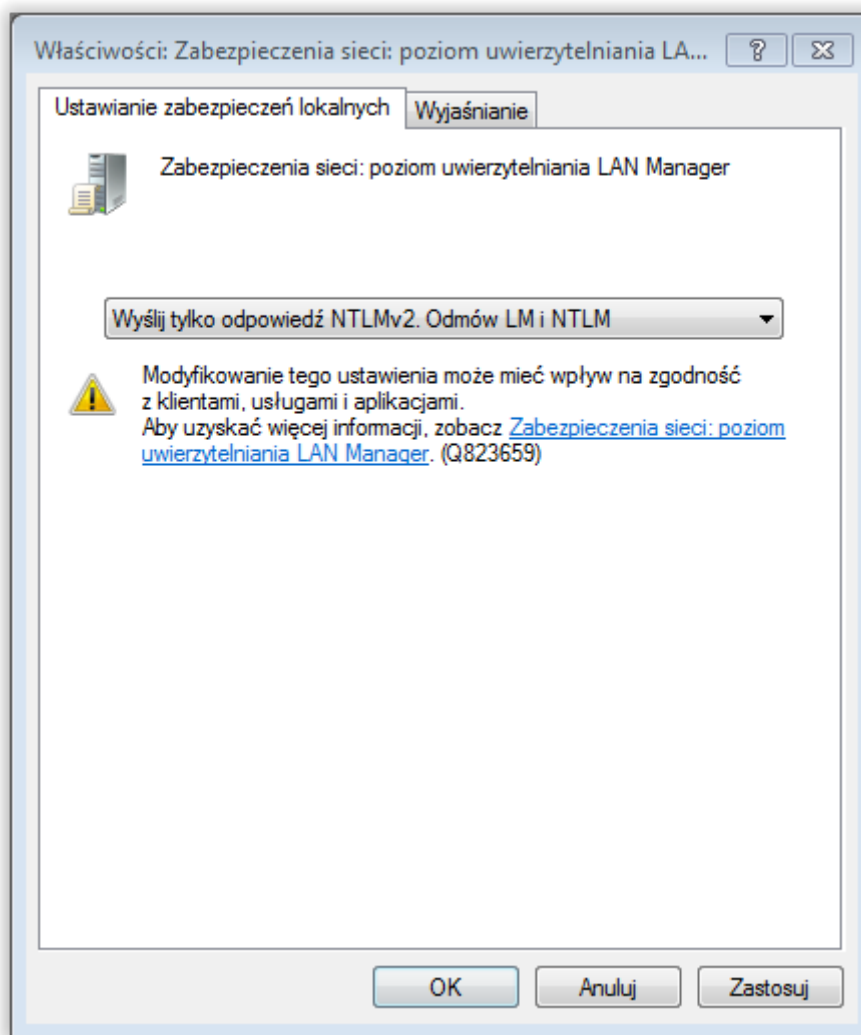 Właściwości: Zabezpieczenia sieci: poziom uwierzytelniania LA...
Ustawianie zabezpieczeń lokalnych
Wyjaśnianie
Zabezpieczenia sieci: poziom uwierzytelniania LAN Manager
Wyślij tylko odpowiedź NTLMv2. Odmów LM i NTLM
Modyfikowanie tego ustawienia może mieć wpływ na zgodność
z klientami, usługami i aplikacjami.
Aby uzyskać więcej informacji, zobacz Zabezpieczenia sieci: poziom
uwierzytelniania LAN Manager. (Q823659)
OK
Anuluj
Zastosuj